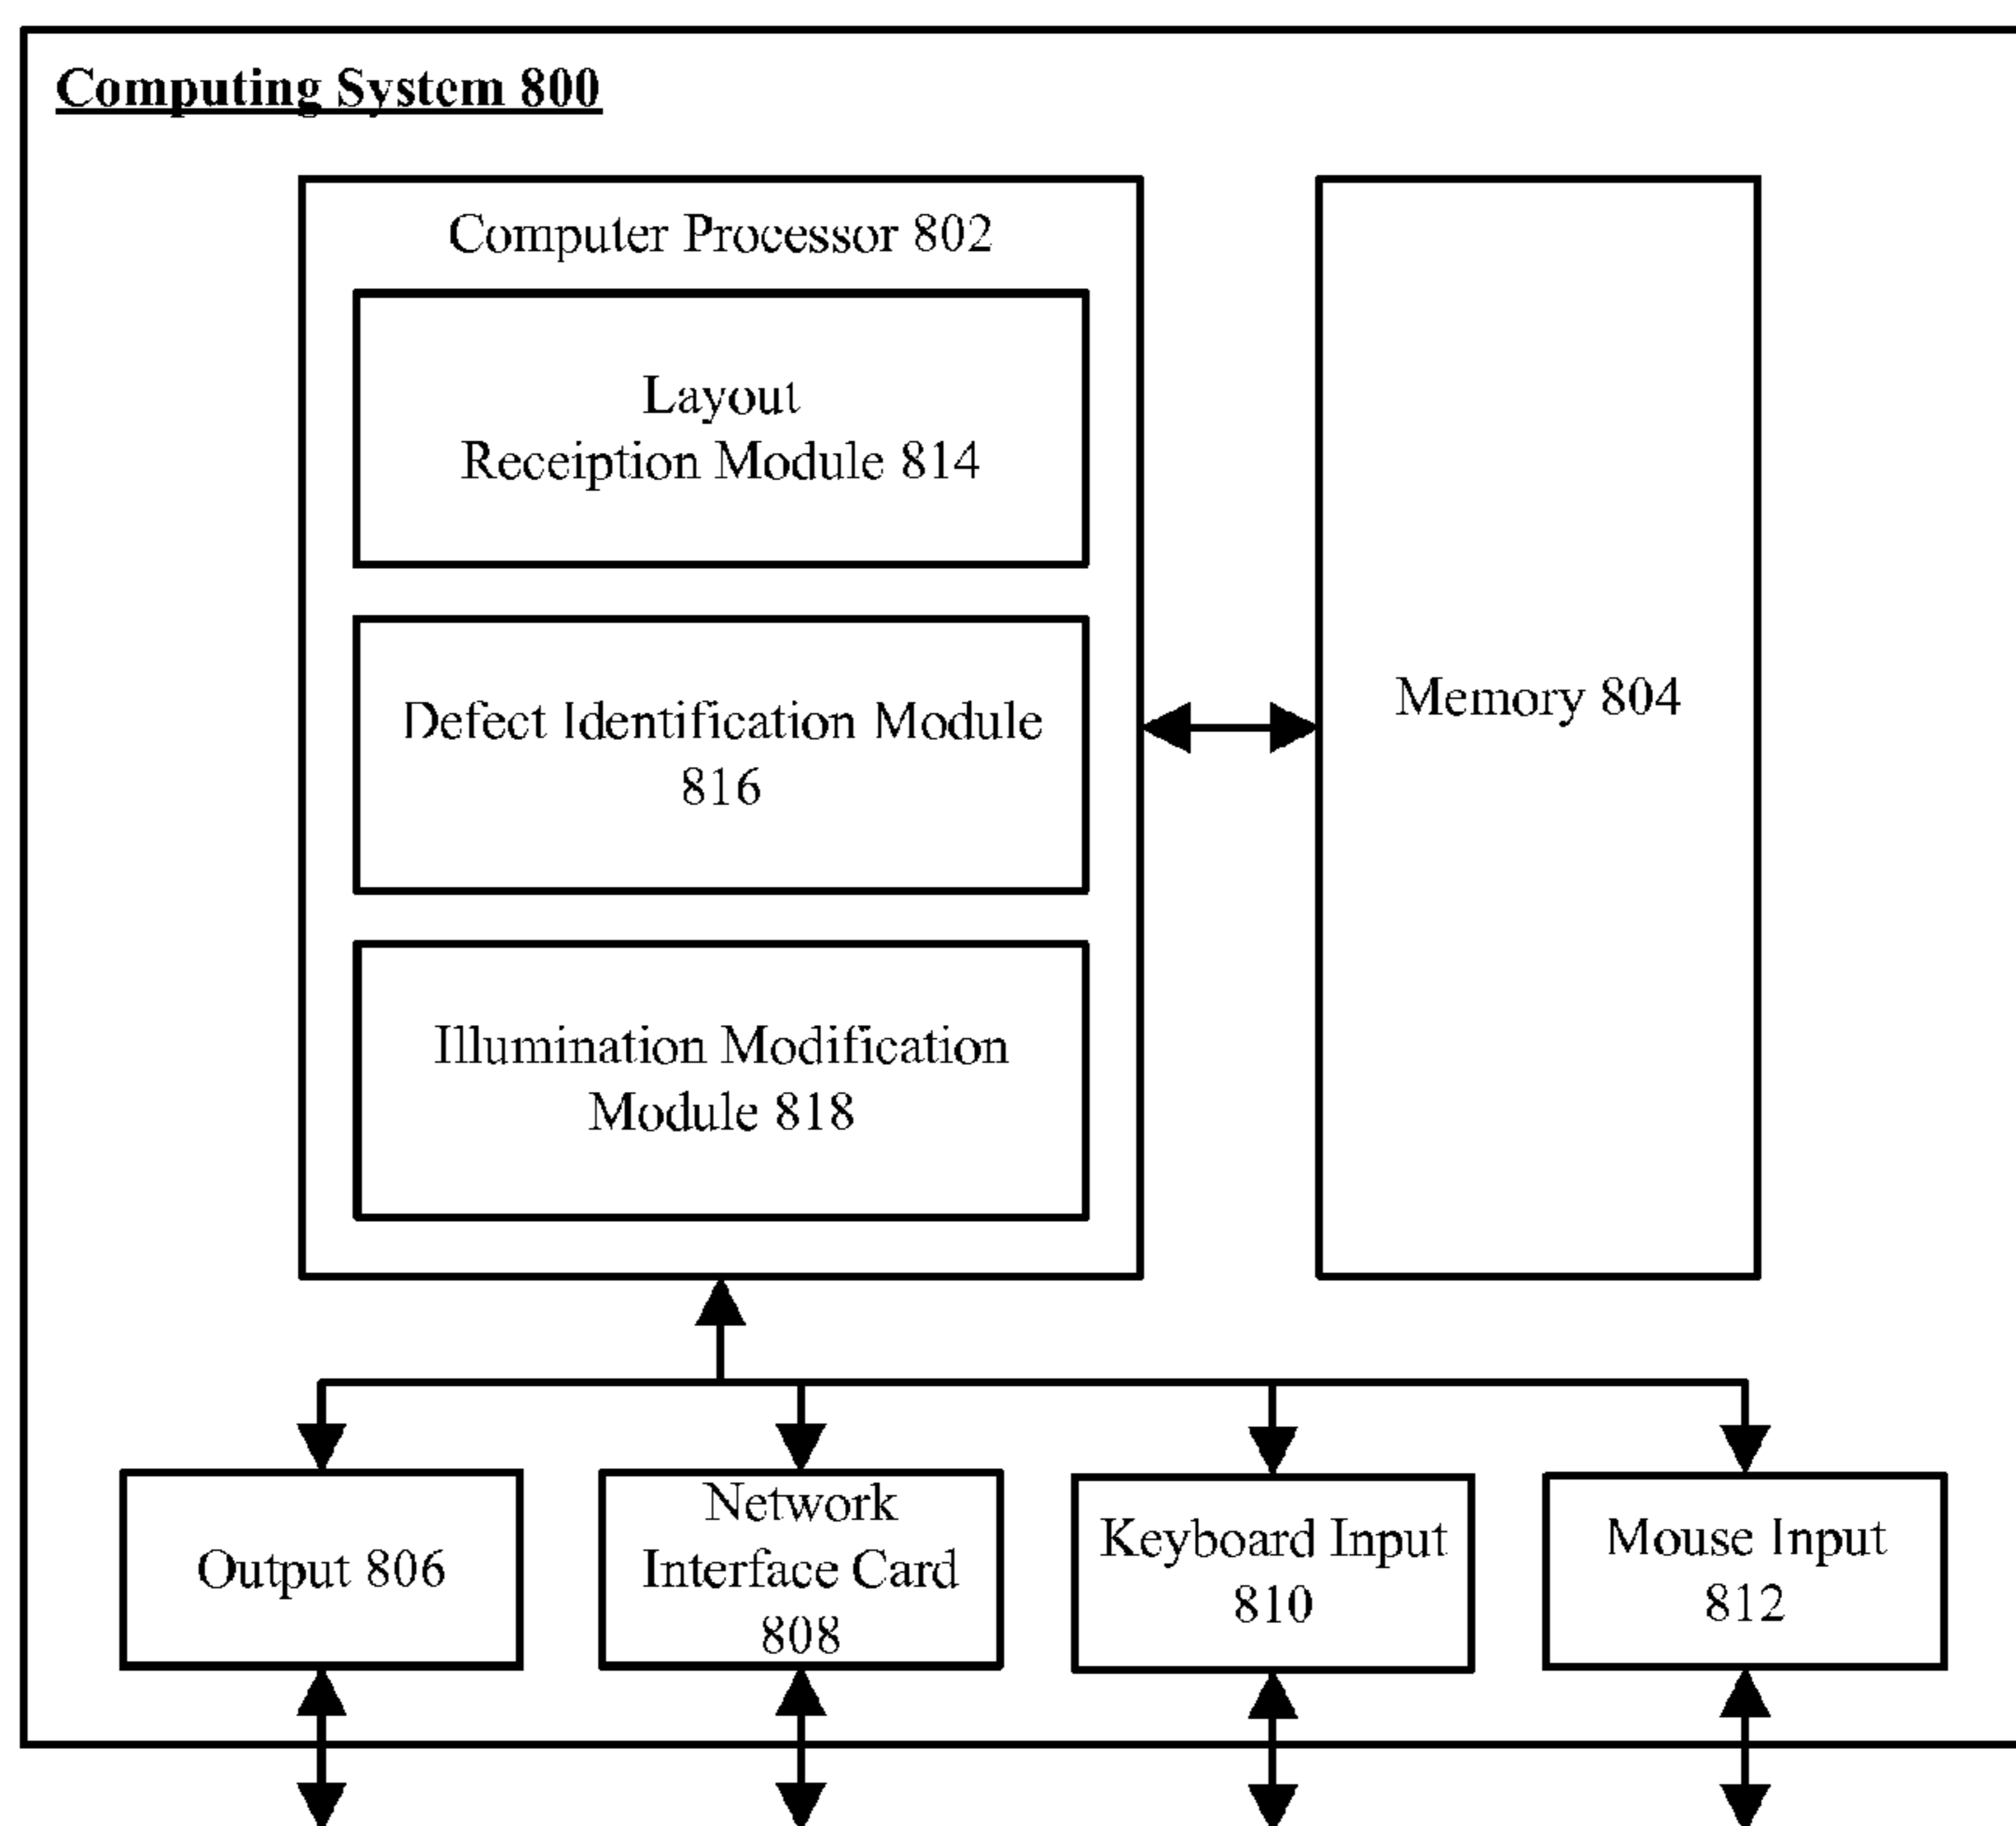 Computing System 800
Computer Processor 802
Layout
Receiption Module 814
Defect Identification Module
816
Illumination Modification
Module 818
Memory 804
Output 806
Network
Interface Card
808
Keyboard Input
810
Mouse Input
812